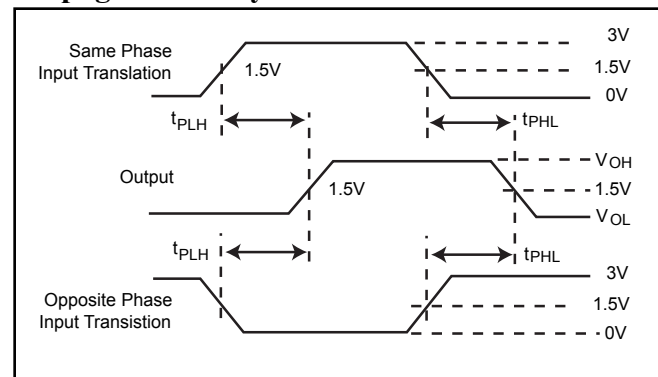 Same Phase
Input Translation
1.5V
3V
1.5V
0V
tPLH
tPHL
Output
1.5V
VOH
1.5V
VOL
tPLH
tPHL
Opposite Phase
Input Transistion
3V
1.5V
0V